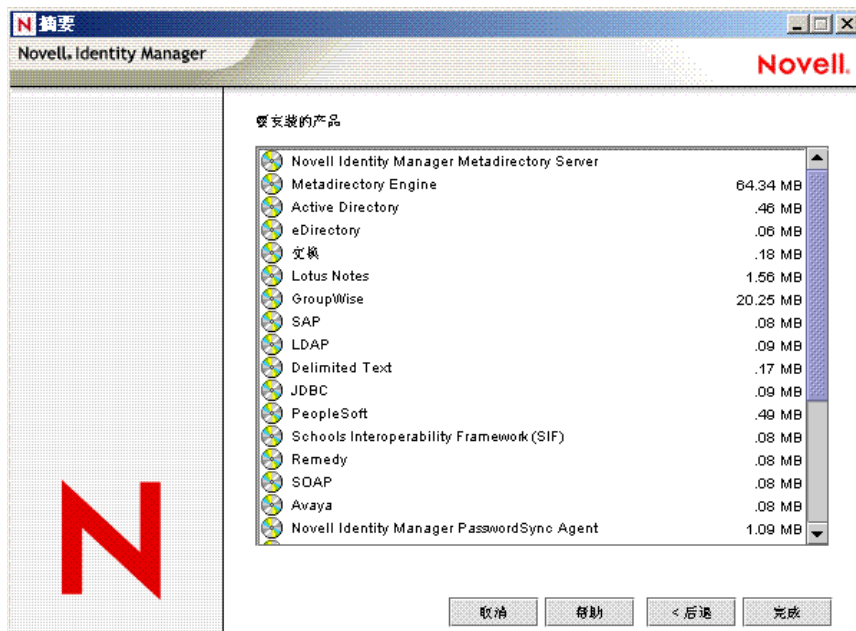 摘要
Novell. Identity Manager
Novell.
要安装的产品
Novell Identity Manager Metadirectory Server
Metadirectory Engine 64.34 MB
Active Directory .46 MB
eDirectory .06 MB
交换 .18 MB
Lotus Notes 1.56 MB
GroupWise 20.25 MB
SAP .08 MB
LDAP .09 MB
Delimited Text .17 MB
JDBC .09 MB
PeopleSoft .49 MB
Schools Interoperability Framework (SIF) .08 MB
Remedy .08 MB
SOAP .08 MB
Avaya .08 MB
Novell Identity Manager PasswordSync Agent 1.09 MB
取消 帮助 < 后退 完成